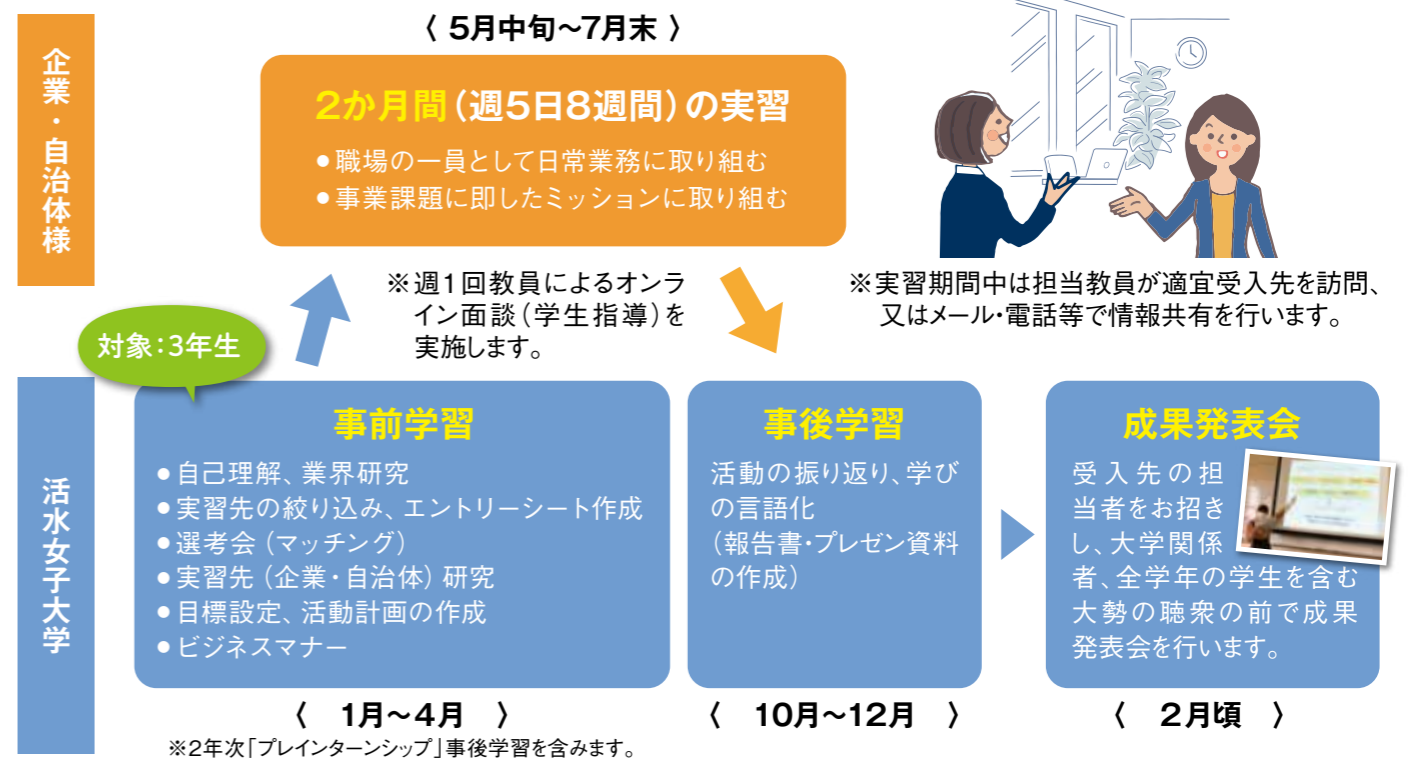 企業・自治体様
〈 5月中旬～7月末 〉
2か月間（週5日8週間）の実習
●職場の一員として日常業務に取り組む
●事業課題に即したミッションに取り組む
※週1回教員によるオンラ
イン面談（学生指導）を
実施します。
※実習期間中は担当教員が適宜受入先を訪問、
又はメール・電話等で情報共有を行います。
対象：3年生
活水女子大学
事前学習
●自己理解、業界研究
●実習先の絞り込み、エントリーシート作成
●選考会（マッチング）
●実習先（企業・自治体）研究
●目標設定、活動計画の作成
●ビジネスマナー
〈 1月～4月 〉
※2年次「プレインターンシップ」事後学習を含みます。
事後学習
活動の振り返り、学び
の言語化
（報告書・プレゼン資料
の作成）
〈 10月～12月 〉
成果発表会
受入先の担
当者をお招き
し、大学関係
者、全学年の学生を含む
大勢の聴衆の前で成果
発表会を行います。
〈 2月頃 〉